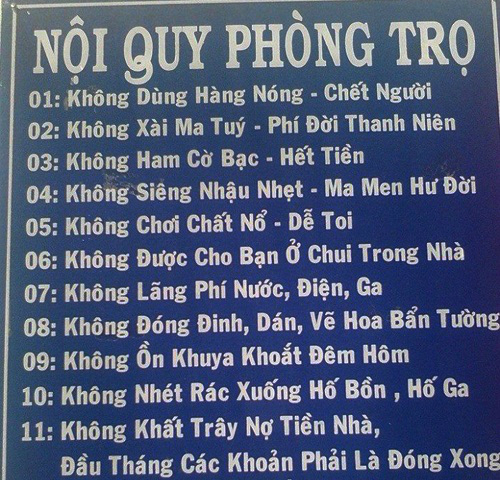 NỘI QUY PHÒNG TRỌ
01: Không Dùng Hàng Nóng - Chết Người
02: Không Xài Ma Tuý - Phí Đời Thanh Niên
03: Không Ham Cờ Bạc - Hết Tiền
04: Không Siêng Nhậu Nhẹt - Ma Men Hư Đời
05: Không Chơi Chất Nổ - Dễ Toi
06: Không Được Cho Bạn Ở Chui Trong Nhà
07: Không Lãng Phí Nước, Điện, Ga
08: Không Đóng Đinh, Dán, Vẽ Hoa Bẩn Tường
09: Không Ồn Khuya Khoắt Đêm Hôm
10: Không Nhét Rác Xuống Hố Bồn , Hố Ga
11: Không Khất Trây Nợ Tiền Nhà,
Đầu Tháng Các Khoản Phải Là Đóng Xong